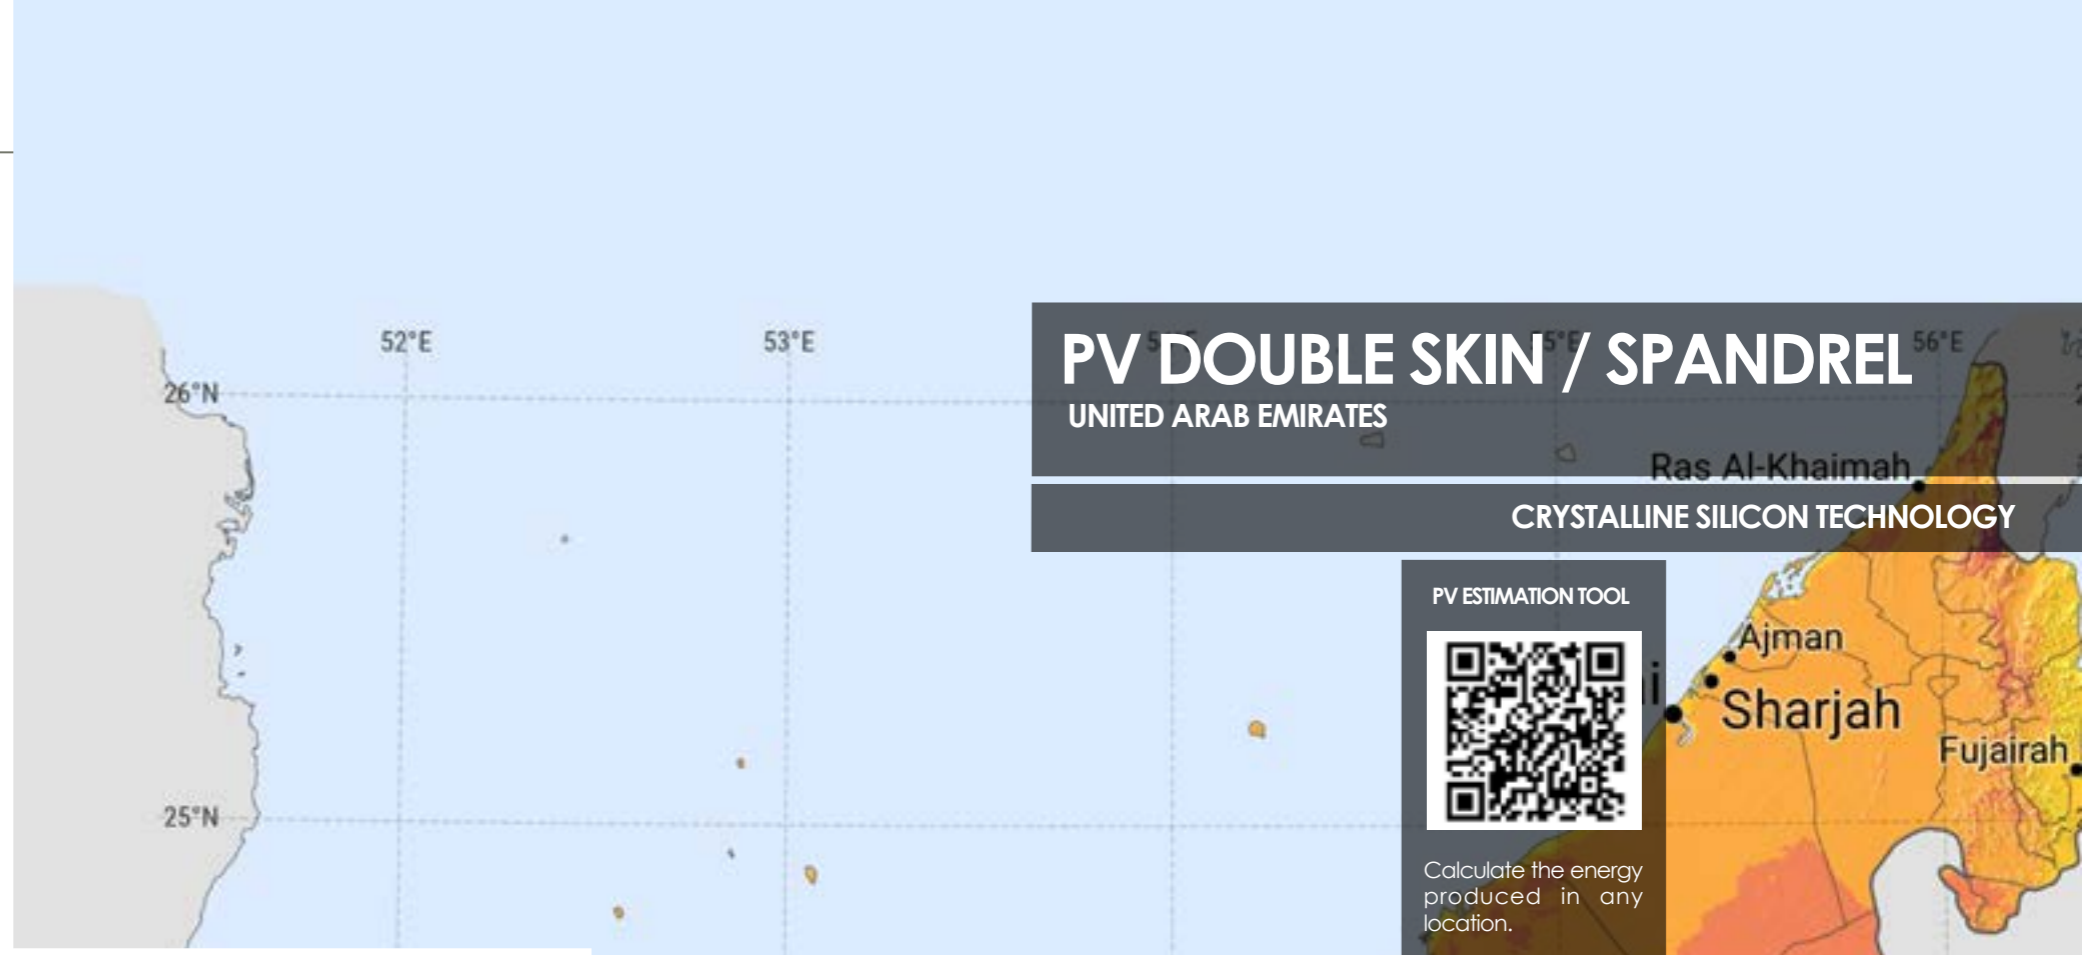 52°E
53°E
56°E
PV DOUBLE SKIN / SPANDREL
26°N
UNITED ARAB EMIRATES
Ras Al-Khaimah
CRYSTALLINE SILICON TECHNOLOGY
PV ESTIMATION TOOL
Ajman
Sharjah
Fujairah
25°N
Calculate the energy
produced in any
location.